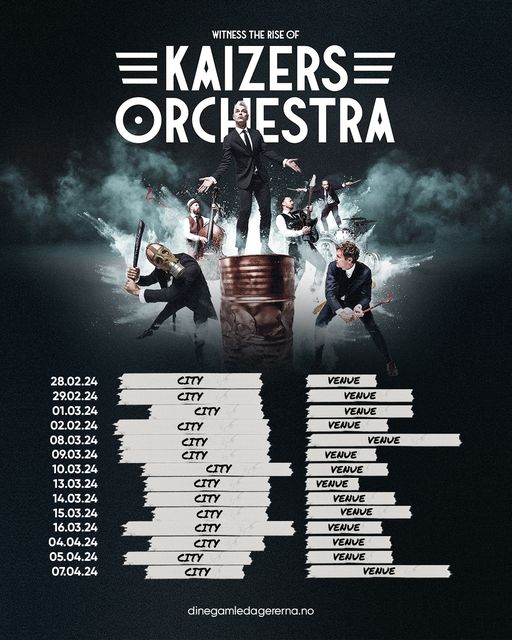 WITNESS THE RISE OF
KAIZERS
ORCHESTRA
28.02.24 CITY VENUE
29.02.24 CITY VENUE
01.03.24 CITY VENUE
02.02.24 CITY VENUE
08.03.24 CITY VENUE
09.03.24 CITY VENUE
10.03.24 CITY VENUE
13.03.24 CITY VENUE
14.03.24 CITY VENUE
15.03.24 CITY VENUE
16.03.24 CITY VENUE
04.04.24 CITY VENUE
05.04.24 CITY VENUE
07.04.24 CITY VENUE
dinegamledagererna.no